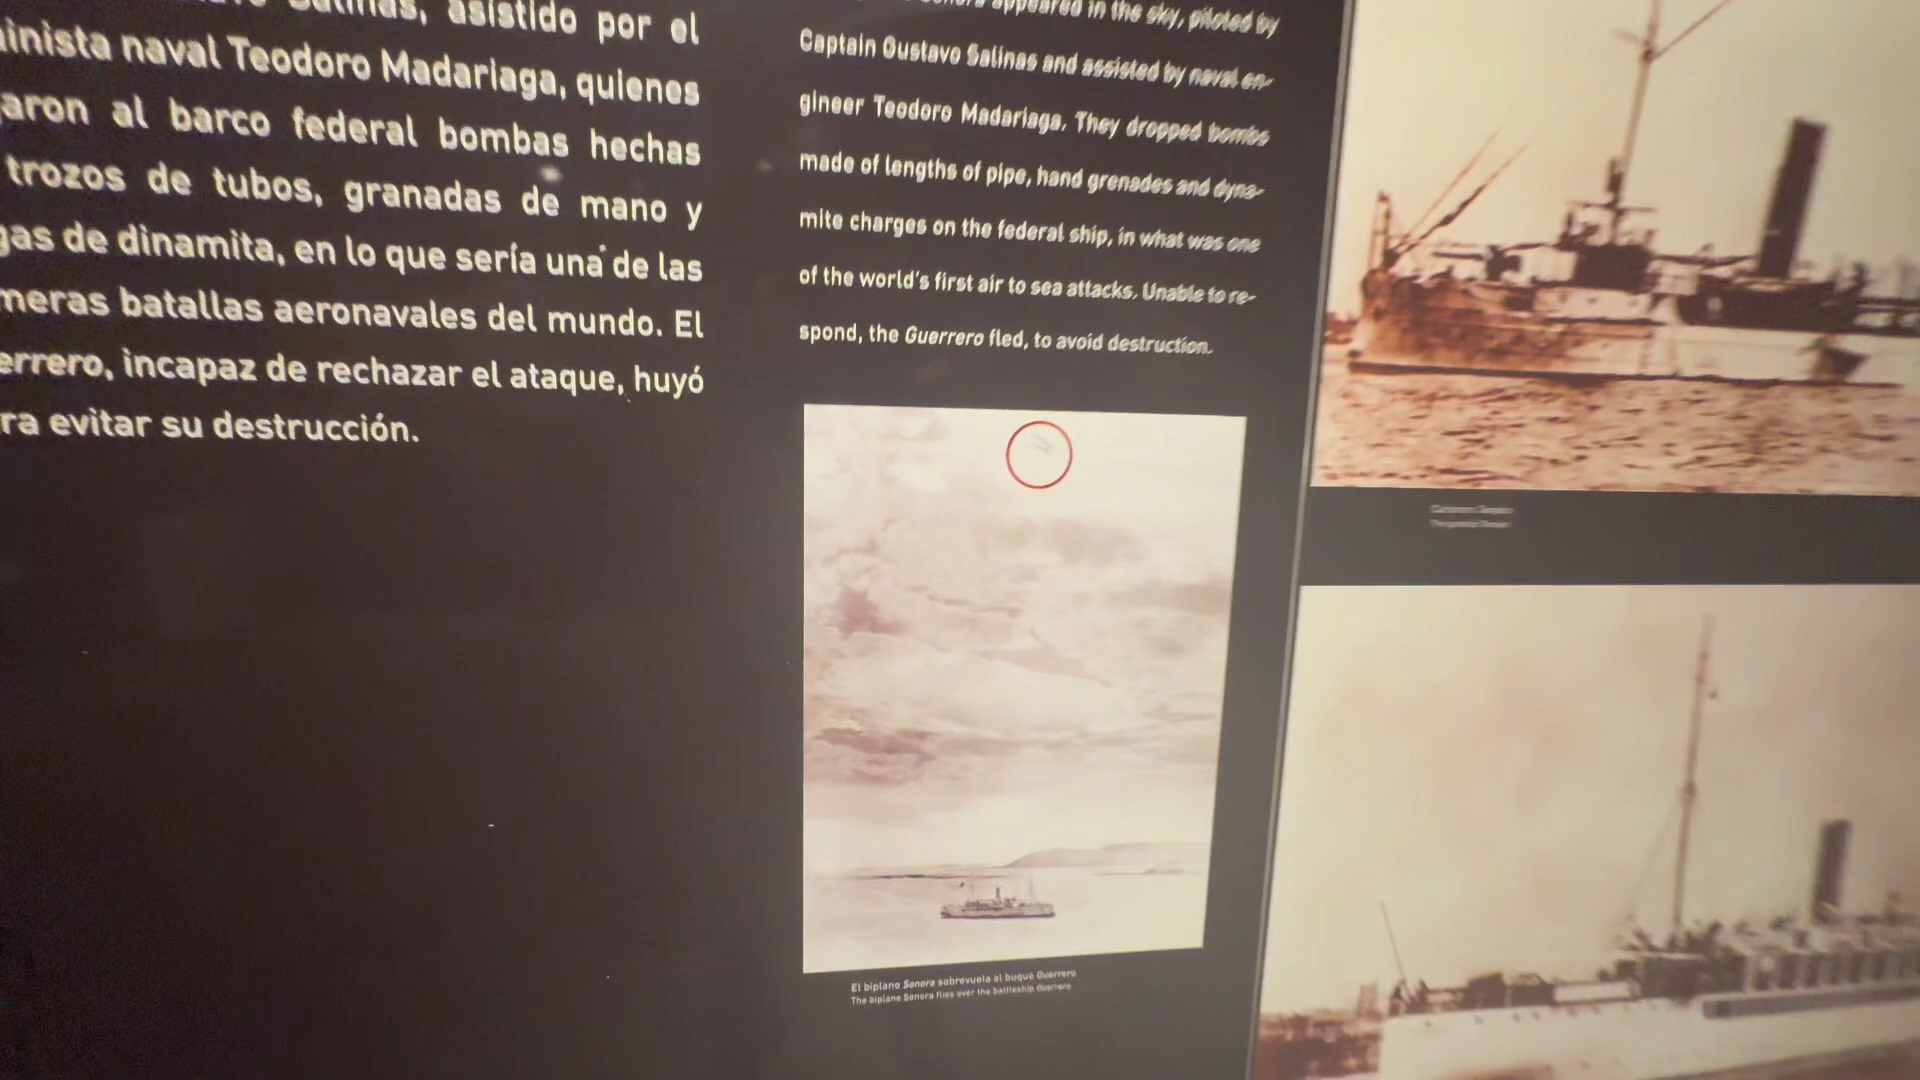 Salinas, asistido por el
naval Teodoro Madariaga, quienes
al barco federal bombas hechas
trozos de tubos, granadas de mano y
de dinamita, en lo que sería una de las
batallas aeronavales del mundo. El
incapaz de rechazar el ataque, huyó
evitar su destrucción.
appeared in the sky, piloted by
Captain Gustavo Salinas and assisted by naval en-
gineer Teodoro Madariaga. They dropped bombs
made of lengths of pipe, hand grenades and dyna-
mite charges on the federal ship, in what was one
of the world's first air to sea attacks. Unable to re-
spond, the Guerrero fled, to avoid destruction.
El biplano Sonora sobrevuela al buque Guerrero
The biplane Sonora flies over the battleship Guerrero